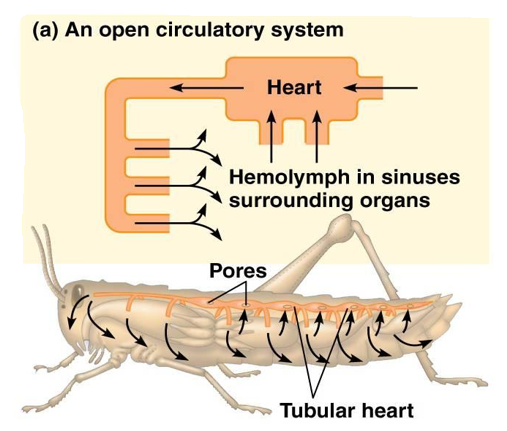 (a) An open circulatory system
Heart
Hemolymph in sinuses
surrounding organs
Pores
Tubular heart